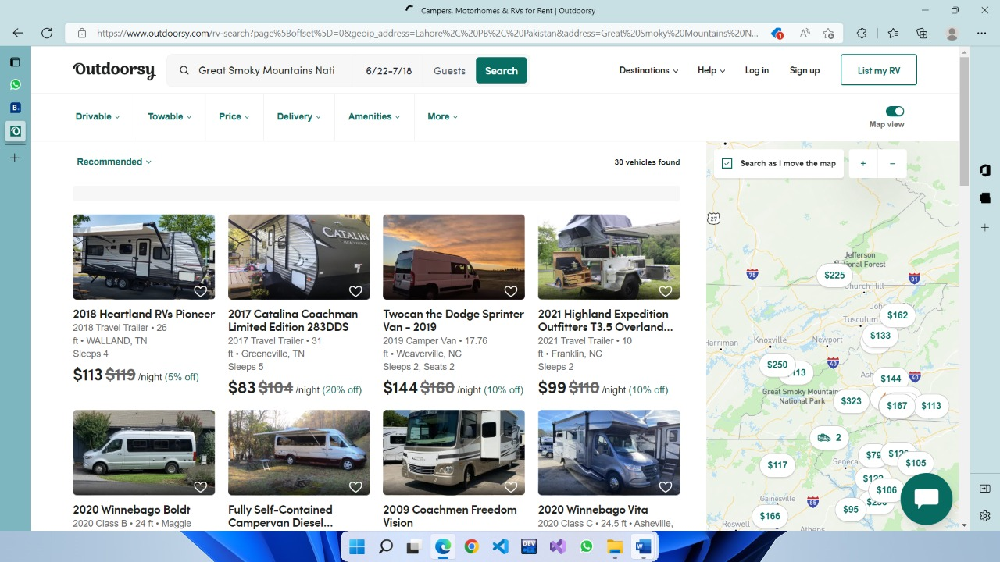 Campers, Motorhomes & RVs for Rent | Outdoorsy
https://www.outdoorsy.com/rv-search?page%5Boffset%5D=0&geoip_address=Lahore%2C%20PB%2C%20Pakistan&address=Great%20Smoky%20Mountains%20N...
1
Outdoorsy
Great Smoky Mountains Nati
6/22-7/18
Guests
Search
Destinations
Help
Log in
Sign up
List my RV
B.
Drivable
Towable
Price
Delivery
Amenities
More
Map view
Recommended
30 vehicles found
2018 Heartland RVs Pioneer
2018 Travel Trailer • 26
ft • WALLAND, TN
Sleeps 4
$113 $119 /night (5% off)
CATALINA
2017 Catalina Coachman
Limited Edition 283DDS
2017 Travel Trailer • 31
ft • Greeneville, TN
Sleeps 5
$83 $104 /night (20% off)
Twocan the Dodge Sprinter
Van - 2019
2019 Camper Van • 17.76
ft • Weaverville, NC
Sleeps 2, Seats 2
$144 $160 /night (10% off)
2021 Highland Expedition
Outfitters T3.5 Overland...
2021 Travel Trailer • 10
ft • Franklin, NC
Sleeps 2
$99 $110 /night (10% off)
2020 Winnebago Boldt
2020 Class B • 24 ft • Maggie
Fully Self-Contained
Campervan Diesel...
2009 Coachmen Freedom
Vision
2020 Winnebago Vita
2020 Class C • 24.5 ft • Asheville,
Search as I move the map
+
−
27
Jefferson
National Forest
75
$225
81
Church Hill
$162
Tusculum
$133
Harriman
Knoxville
Newport
$250
113
40
$144
40
Great Smoky Mountains
National Park
$323
$167
$113
2
$79
$117
Seneca
$105
$106
Gainesville
85
$95
$166
Roswell
Athens
DEV